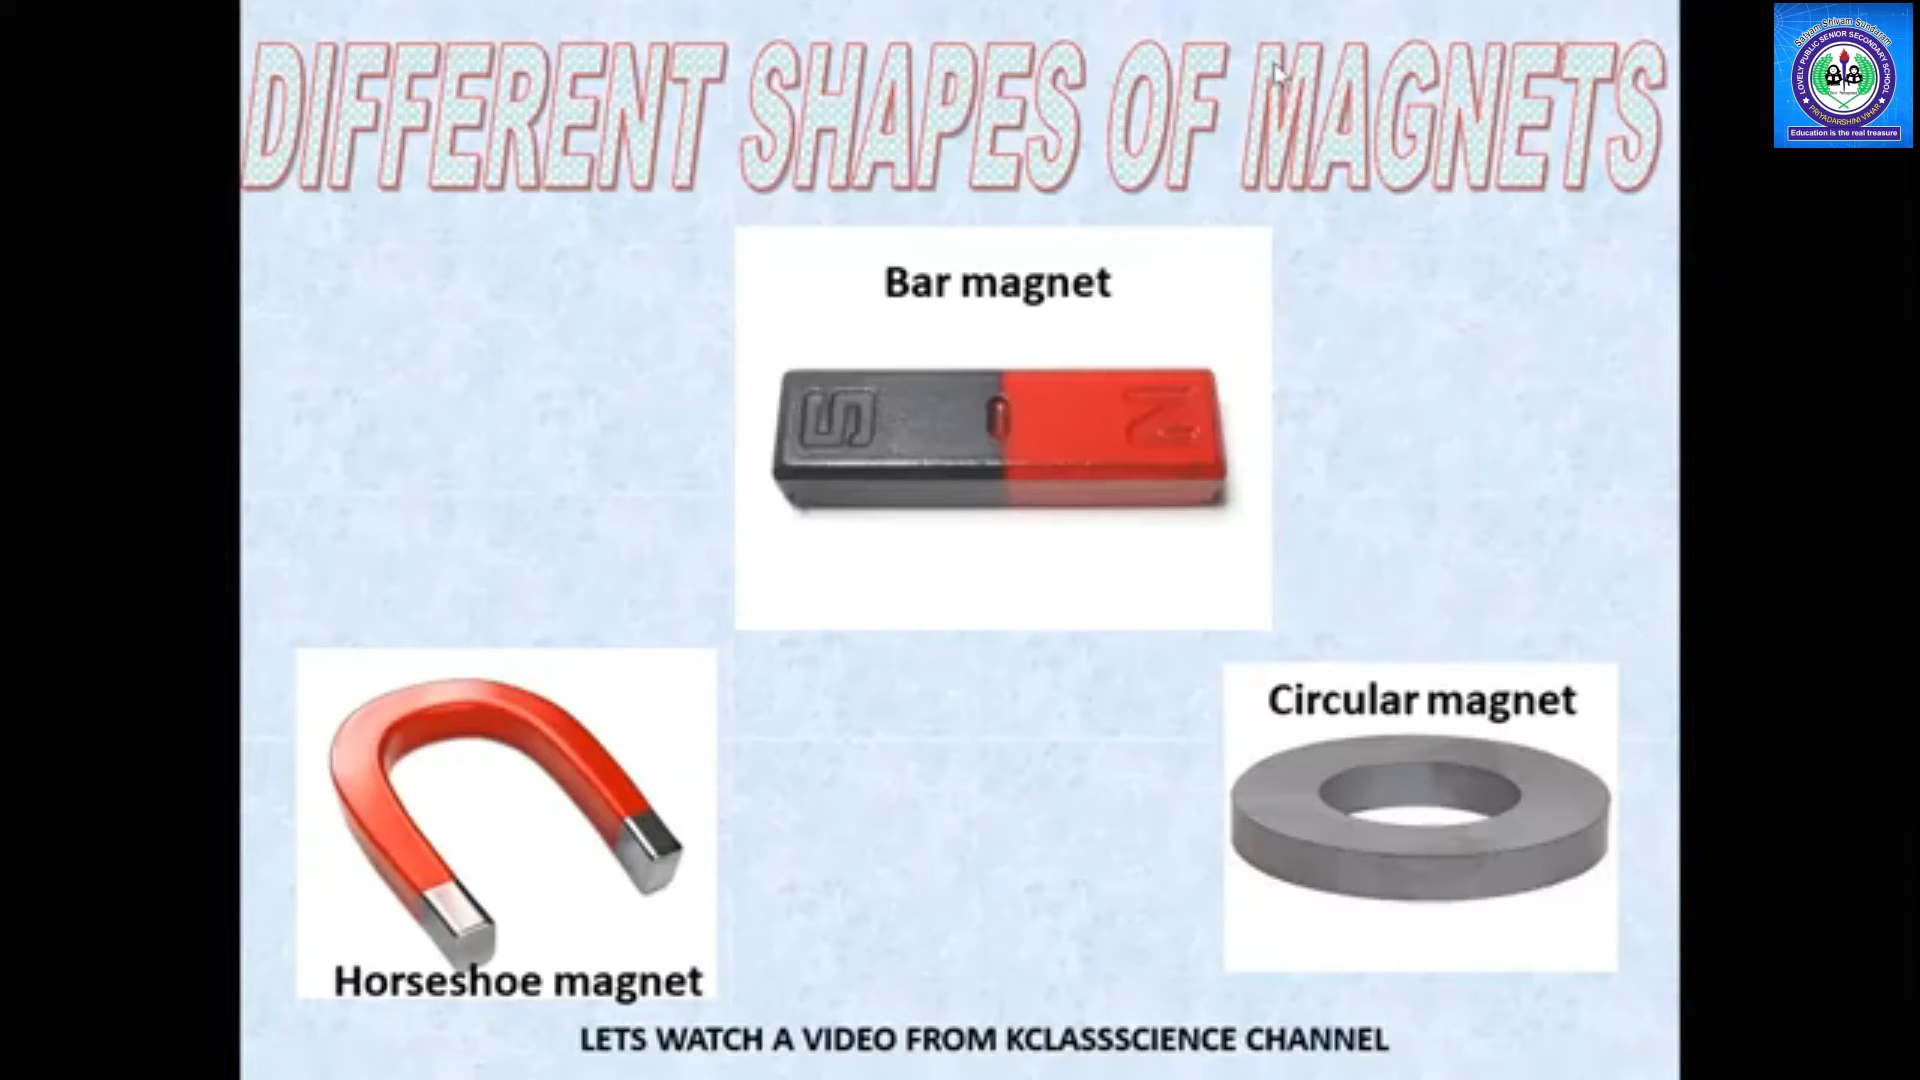 DIFFERENT SHAPES OF MAGNETS
Satyam Shivam Sundaram
LOVELY PUBLIC SENIOR SECONDARY SCHOOL
PRIYADARSHINI VIHAR
Education is the real treasure
Bar magnet
S N
Circular magnet
Horseshoe magnet
LETS WATCH A VIDEO FROM KCLASSSCIENCE CHANNEL